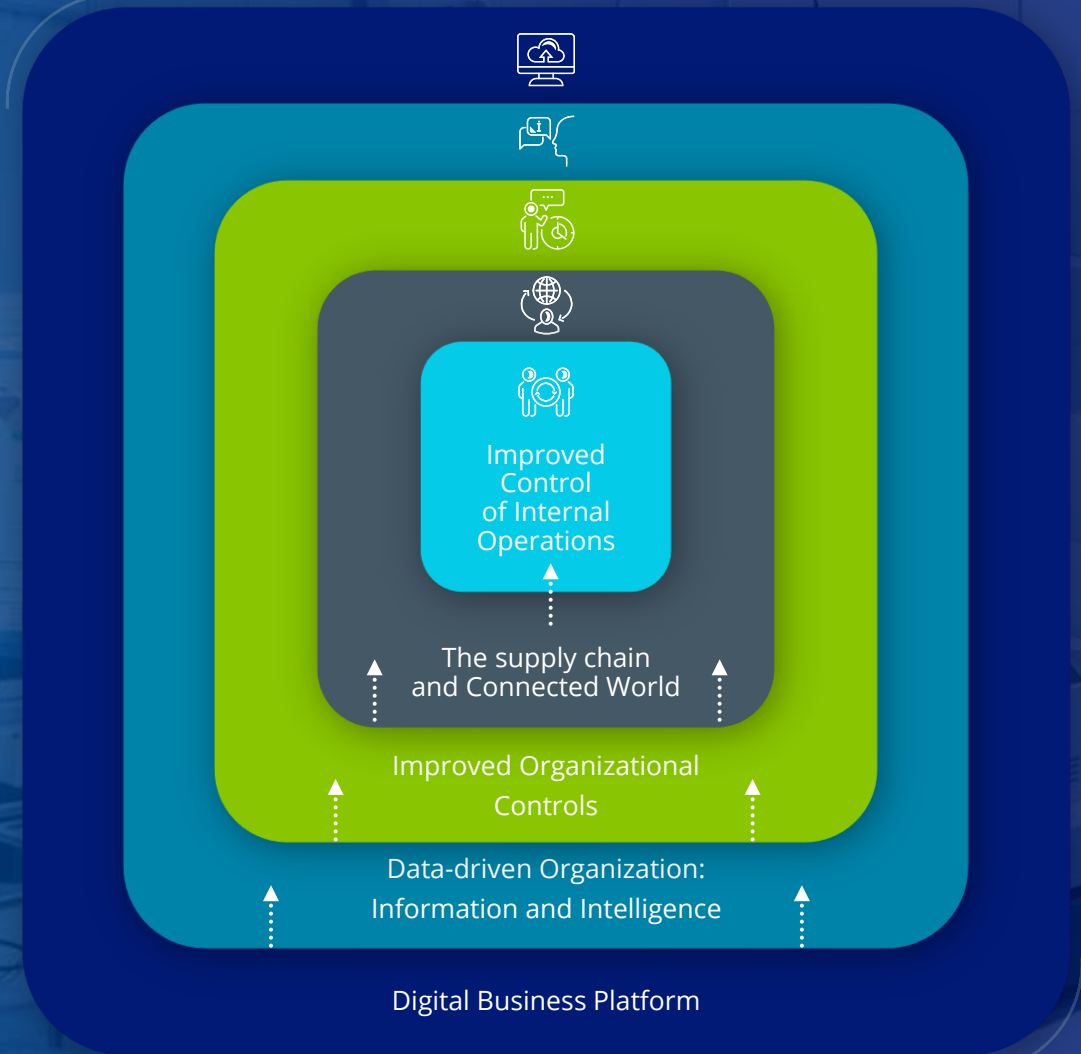 Improved
Control
of Internal
Operations
The supply chain
and Connected World
Improved Organizational
Controls
Data-driven Organization:
Information and Intelligence
Digital Business Platform